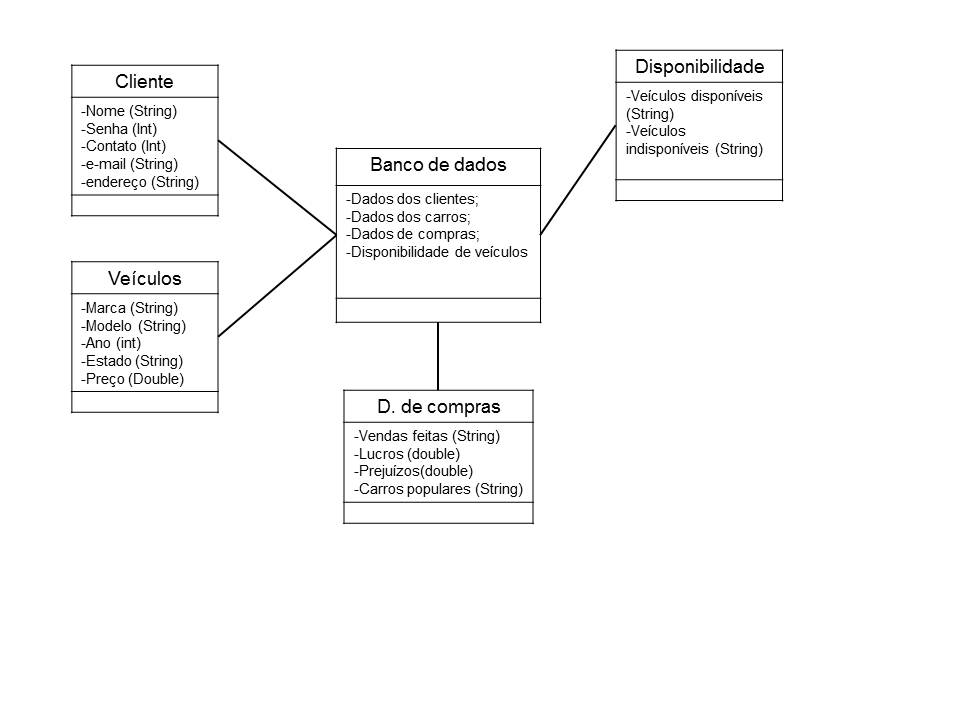 Cliente
-Nome (String)
-Senha (Int)
-Contato (Int)
-e-mail (String)
-endereço (String)
Veículos
-Marca (String)
-Modelo (String)
-Ano (int)
-Estado (String)
-Preço (Double)
Banco de dados
-Dados dos clientes;
-Dados dos carros;
-Dados de compras;
-Disponibilidade de veículos
D. de compras
-Vendas feitas (String)
-Lucros (double)
-Prejuízos(double)
-Carros populares (String)
Disponibilidade
-Veículos disponíveis
(String)
-Veículos
indisponíveis (String)